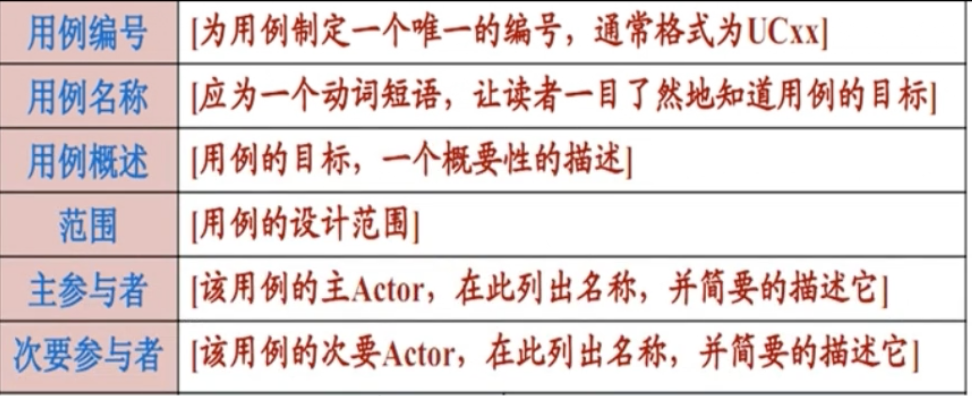 用例编号 [为用例制定一个唯一的编号，通常格式为UCxx]
用例名称 [应为一个动词短语，让读者一目了然地知道用例的目标]
用例概述 [用例的目标，一个概要性的描述]
范围 [用例的设计范围]
主参与者 [该用例的主Actor，在此列出名称，并简要的描述它]
次要参与者 [该用例的次要Actor，在此列出名称，并简要的描述它]